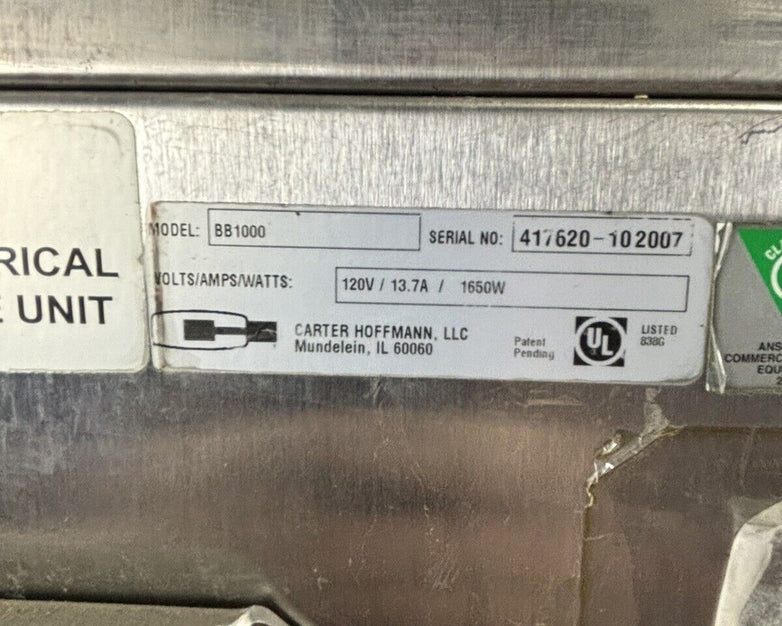 RICAL
UNIT
MODEL: BB1000
SERIAL NO: 417620-102007
VOLTS/AMPS/WATTS: 120V / 13.7A / 1650W
CARTER HOFFMANN, LLC
Mundelein, IL 60060
Patent
Pending
UL
LISTED
838G
CL
ANS
COMMERC
EQU